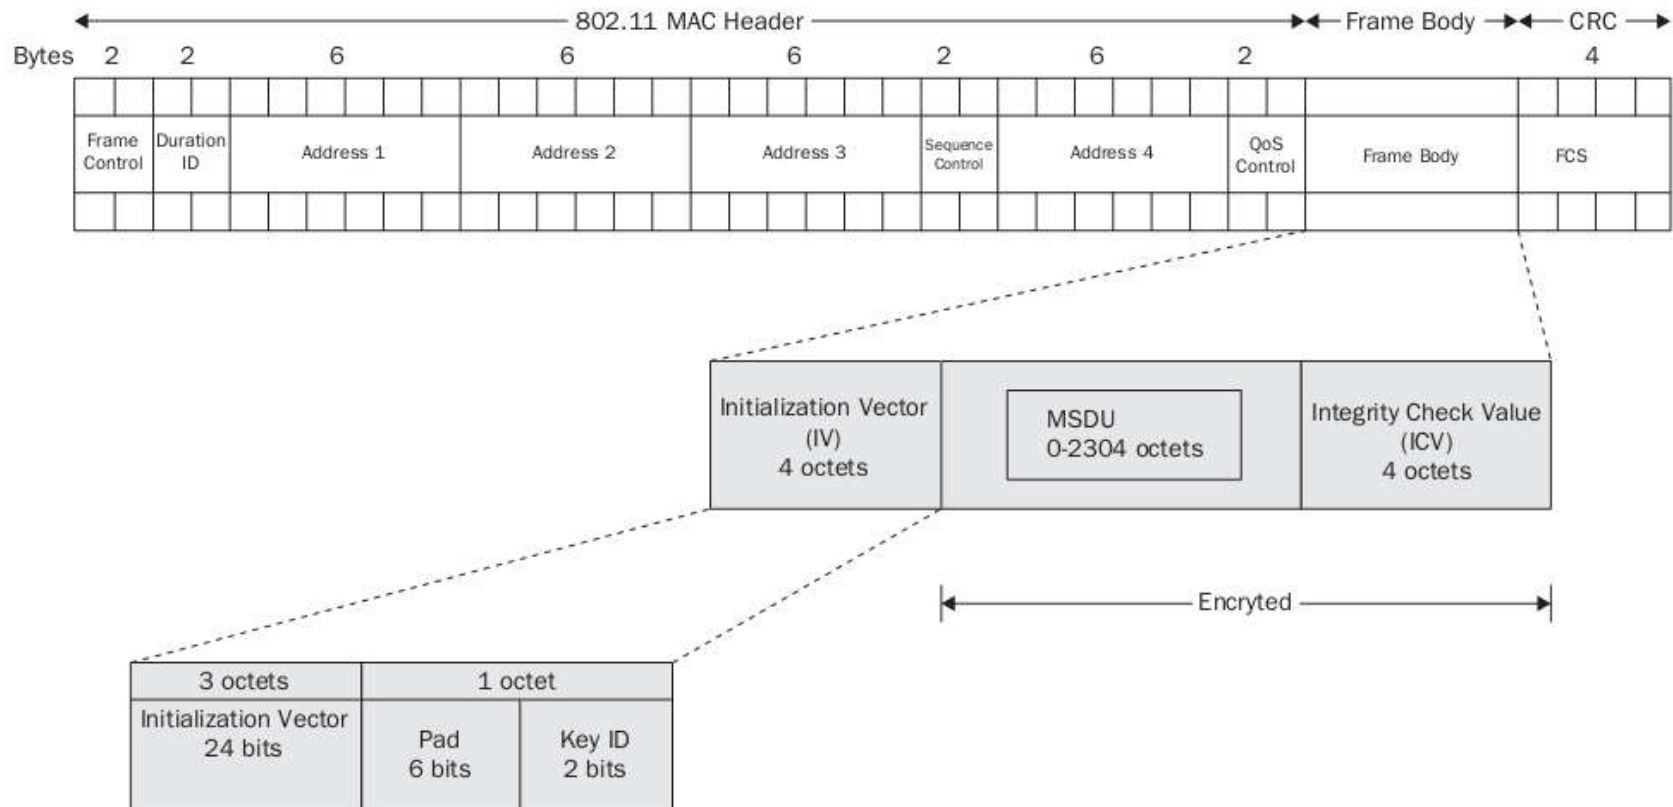 802.11 MAC Header Frame Body CRC
Bytes 2 2 6 6 6 2 6 2 4
Frame
Control
Duration
ID
Address 1
Address 2
Address 3
Sequence
Control
Address 4
QoS
Control
Frame Body
FCS
Initialization Vector
(IV)
4 octets
MSDU
0-2304 octets
Integrity Check Value
(ICV)
4 octets
Encryted
3 octets
1 octet
Initialization Vector
24 bits
Pad
6 bits
Key ID
2 bits